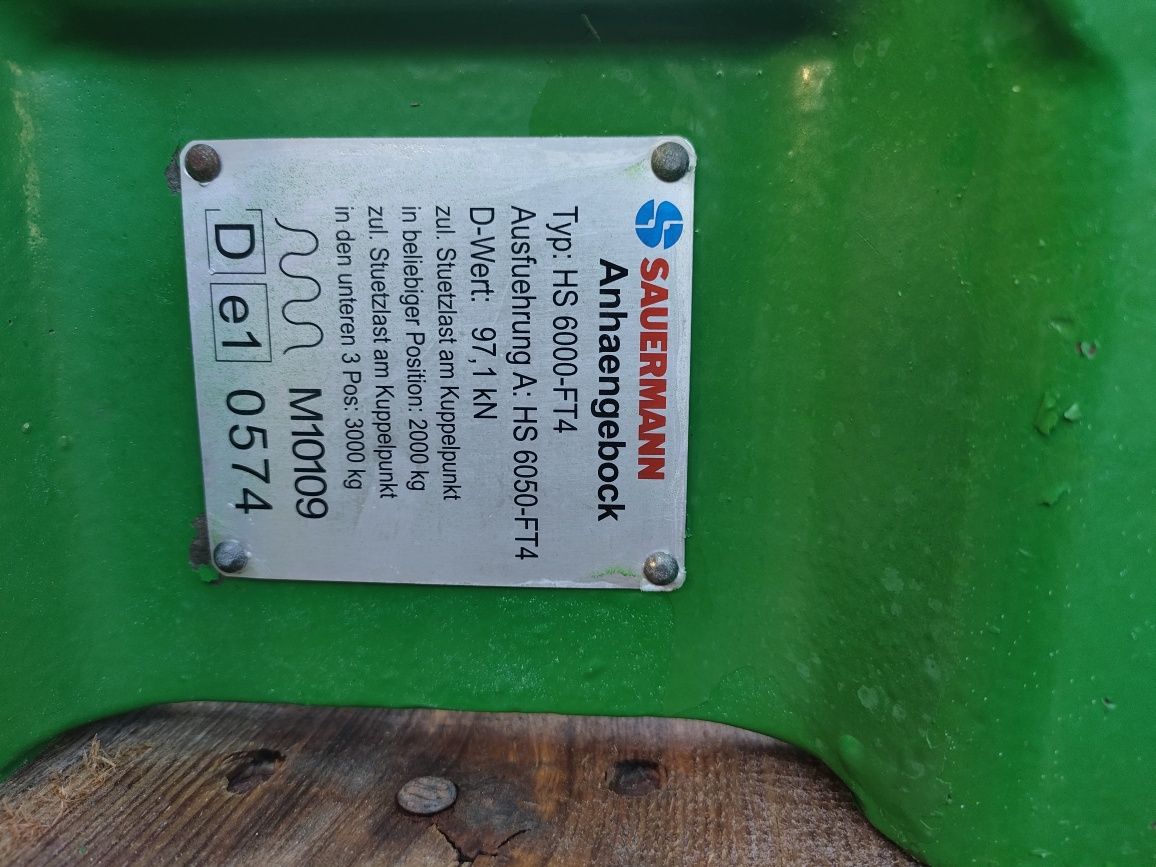 SAUERMANN
Anhaengebock
Typ: HS 6000-FT4
Ausfuehrung A: HS 6050-FT4
D-Wert: 97,1 kN
zul. Stuetzlast am Kuppelpunkt
in beliebiger Position: 2000 kg
zul. Stuetzlast am Kuppelpunkt
in den unteren 3 Pos: 3000 kg
M10109
D e1 0574